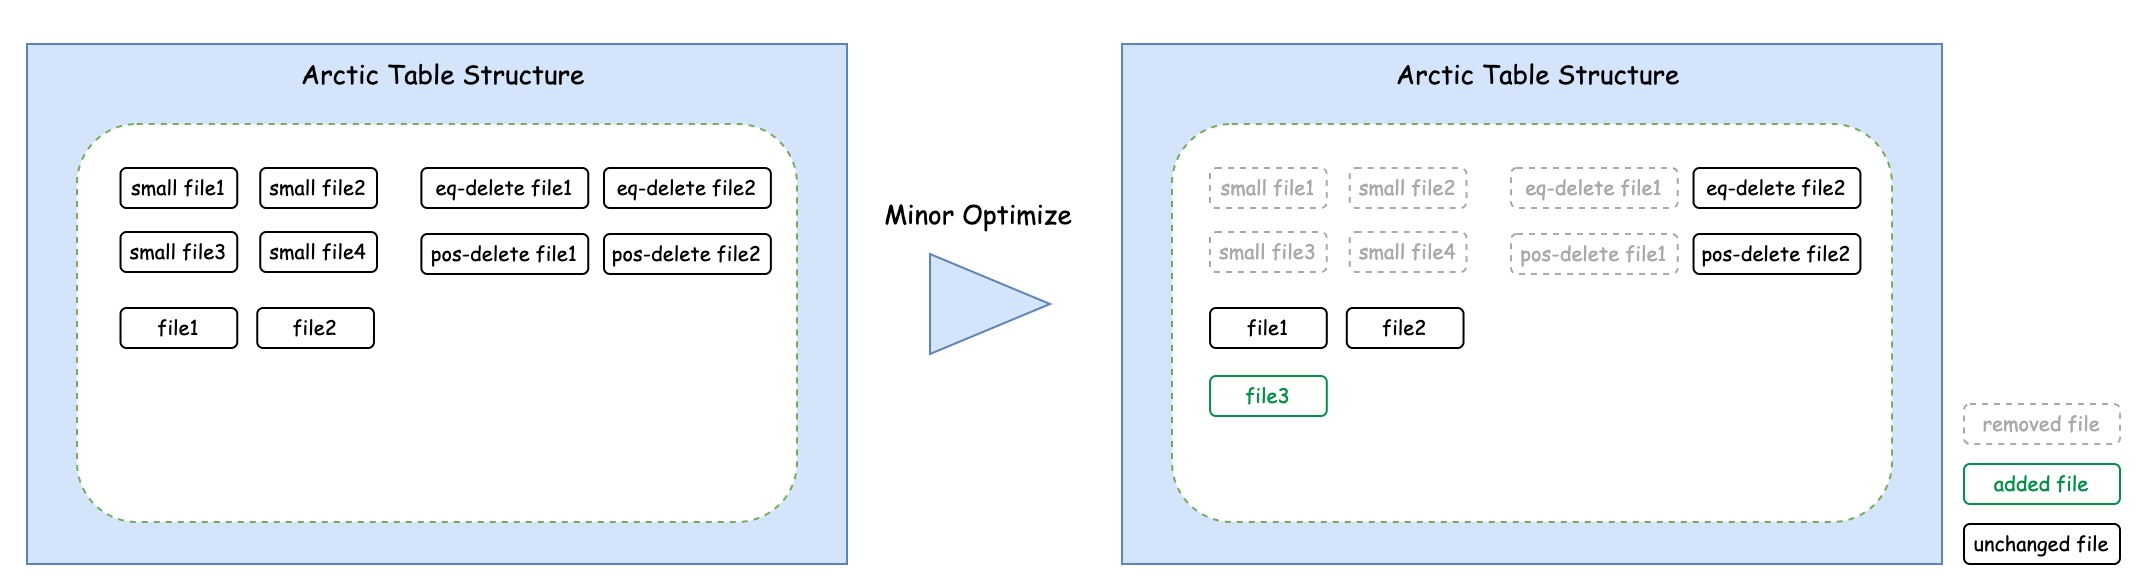 Arctic Table Structure
small file1
small file2
eq-delete file1
eq-delete file2
small file3
small file4
pos-delete file1
pos-delete file2
file1
file2
Minor Optimize
Arctic Table Structure
small file1
small file2
eq-delete file1
eq-delete file2
small file3
small file4
pos-delete file1
pos-delete file2
file1
file2
file3
removed file
added file
unchanged file